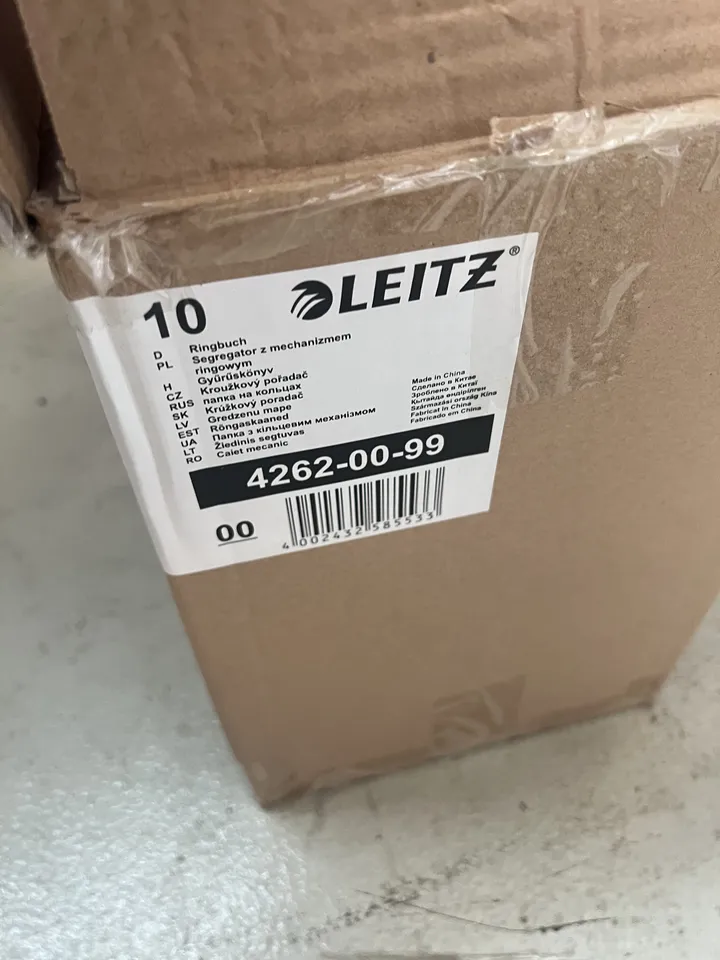 10
LEITZ®
D Ringbuch
PL Segregator z mechanizmem
ringowym
H Gyűrűskönyv
CZ Kroužkový pořadač
RUS папка на кольцах
SK Krúžkový poradač
LV Gredzenu mape
EST Rõngaskaaned
UA Папка з кільцевим механізмом
LT Žiedinis segtuvas
RO Caiet mecanic
Made in China
Сделано в Китае
Зроблено в Китаї
Қытайда өндірілген
Származási ország Kína
Fabricat in China
Fabricado em China
4262-00-99
00
4 002432 585533